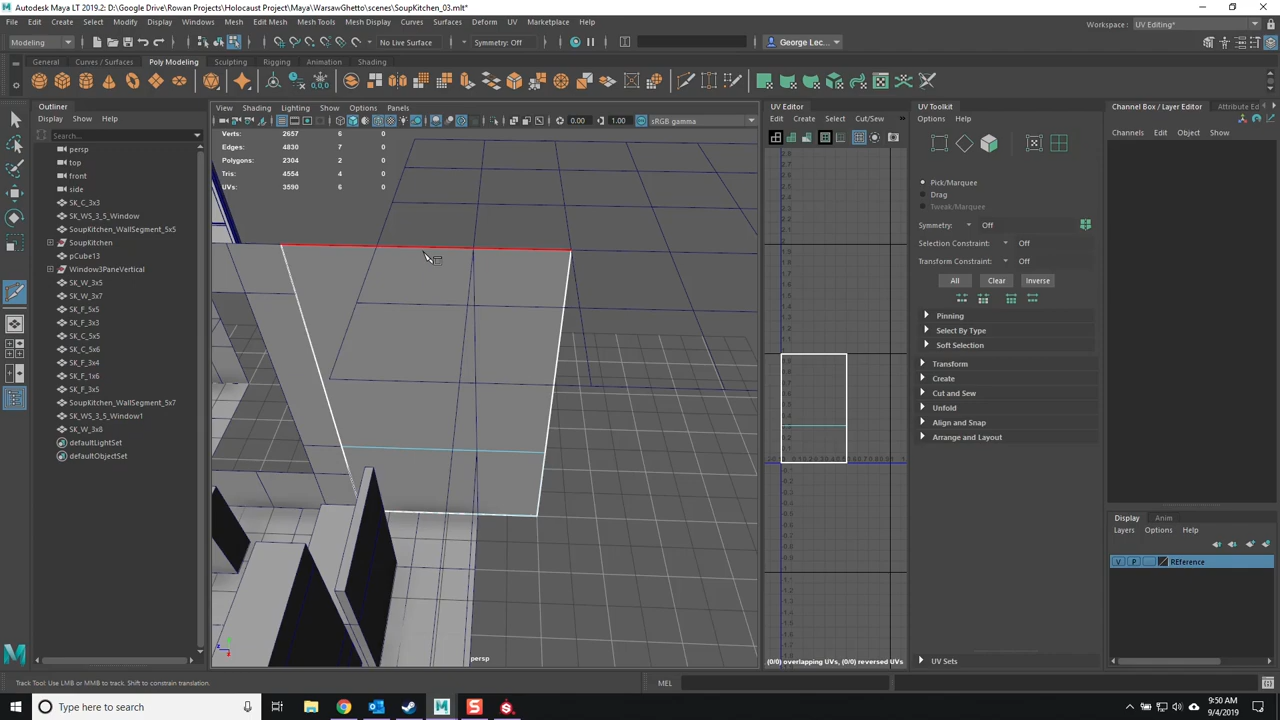 Autodesk Maya LT 2019.2: D:\Google Drive\Rowan Projects\Holocaust Project\Maya\WarsawGhetto\scenes\SoupKitchen_03.mlt*
File Edit Create Select Modify Display Windows Mesh Edit Mesh Mesh Tools Mesh Display Curves Surfaces Deform UV Marketplace Help
Workspace : UV Editing*
Modeling No Live Surface Symmetry: Off George Lec...
General Curves / Surfaces Poly Modeling Sculpting Rigging Animation Shading
Outliner
Display Show Help
Search...
persp
top
front
side
SK_C_3x3
SK_WS_3_5_Window
SoupKitchen_WallSegment_5x5
SoupKitchen
pCube13
Window3PaneVertical
SK_W_3x5
SK_W_3x7
SK_F_5x5
SK_F_3x3
SK_C_5x5
SK_C_5x6
SK_F_3x4
SK_F_1x6
SK_F_3x5
SoupKitchen_WallSegment_5x7
SK_WS_3_5_Window1
SK_W_3x8
defaultLightSet
defaultObjectSet
View Shading Lighting Show Options Panels
0.00 1.00 sRGB gamma
Verts: 2657 6 0
Edges: 4830 7 0
Polygons: 2304 2 0
Tris: 4554 4 0
UVs: 3590 6 0
persp
UV Editor
Edit Create Select Cut/Sew
(0/0) overlapping UVs, (0/0) reversed UVs
UV Toolkit
Options Help
Pick/Marquee
Drag
Tweak/Marquee
Symmetry: Off
Selection Constraint: Off
Transform Constraint: Off
All Clear Inverse
Pinning
Select By Type
Soft Selection
Transform
Create
Cut and Sew
Unfold
Align and Snap
Arrange and Layout
UV Sets
Channel Box / Layer Editor Attribute Ed
Channels Edit Object Show
Display Anim
Layers Options Help
V P REference
Track Tool: Use LMB or MMB to track. Shift to constrain translation.
MEL
Type here to search
9:50 AM
9/4/2019